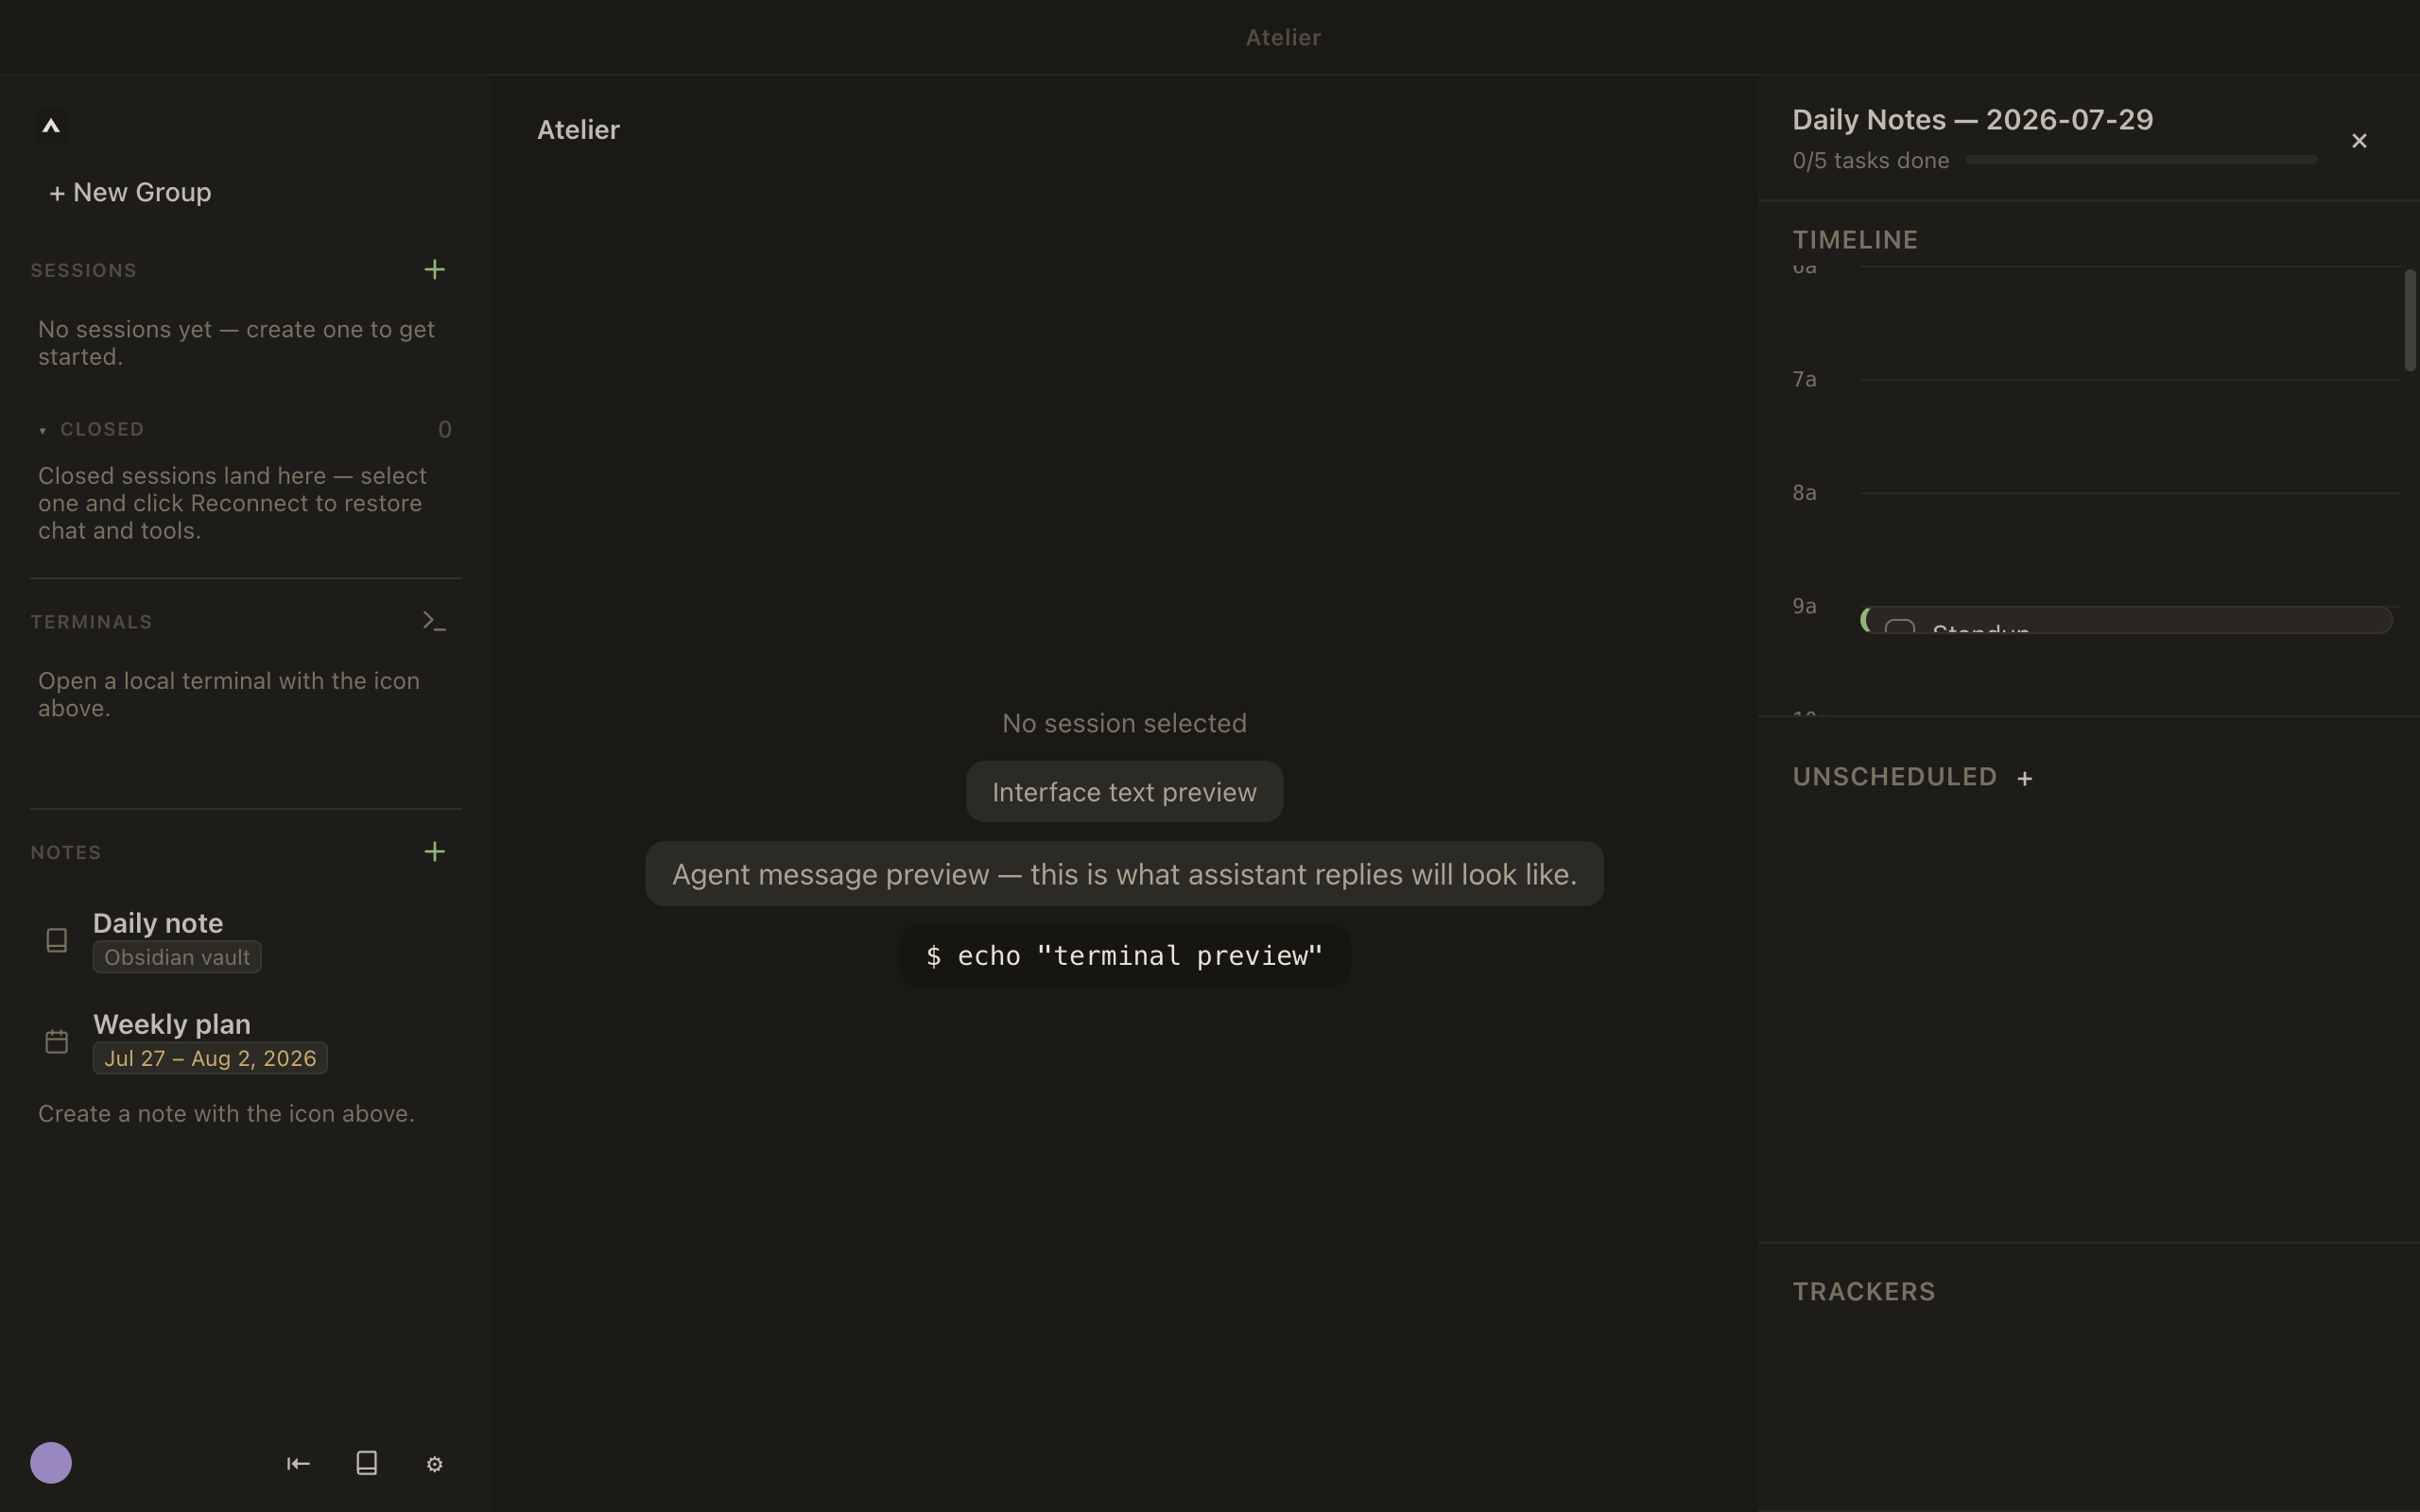 Atelier
+ New Group
SESSIONS
No sessions yet — create one to get
started.
CLOSED 0
Closed sessions land here — select
one and click Reconnect to restore
chat and tools.
TERMINALS
Open a local terminal with the icon
above.
NOTES
Daily note
Obsidian vault
Weekly plan
Jul 27 – Aug 2, 2026
Create a note with the icon above.
Atelier
No session selected
Interface text preview
Agent message preview — this is what assistant replies will look like.
$ echo "terminal preview"
Daily Notes — 2026-07-29
0/5 tasks done
TIMELINE
7a
8a
9a
Standup
UNSCHEDULED +
TRACKERS